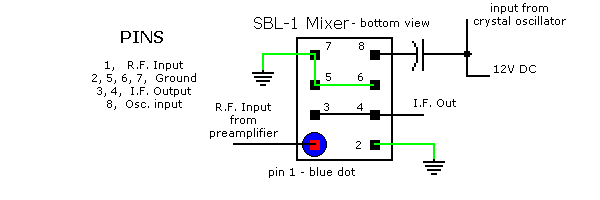 input from
crystal oscillator
SBL-1 Mixer - bottom view
PINS
1, R.F. Input
2, 5, 6, 7, Ground
3, 4, I.F. Output
8, Osc. input
7 8
12V DC
5 6
R.F. Input
from
preamplifier
3 4
I.F. Out
2
pin 1 - blue dot